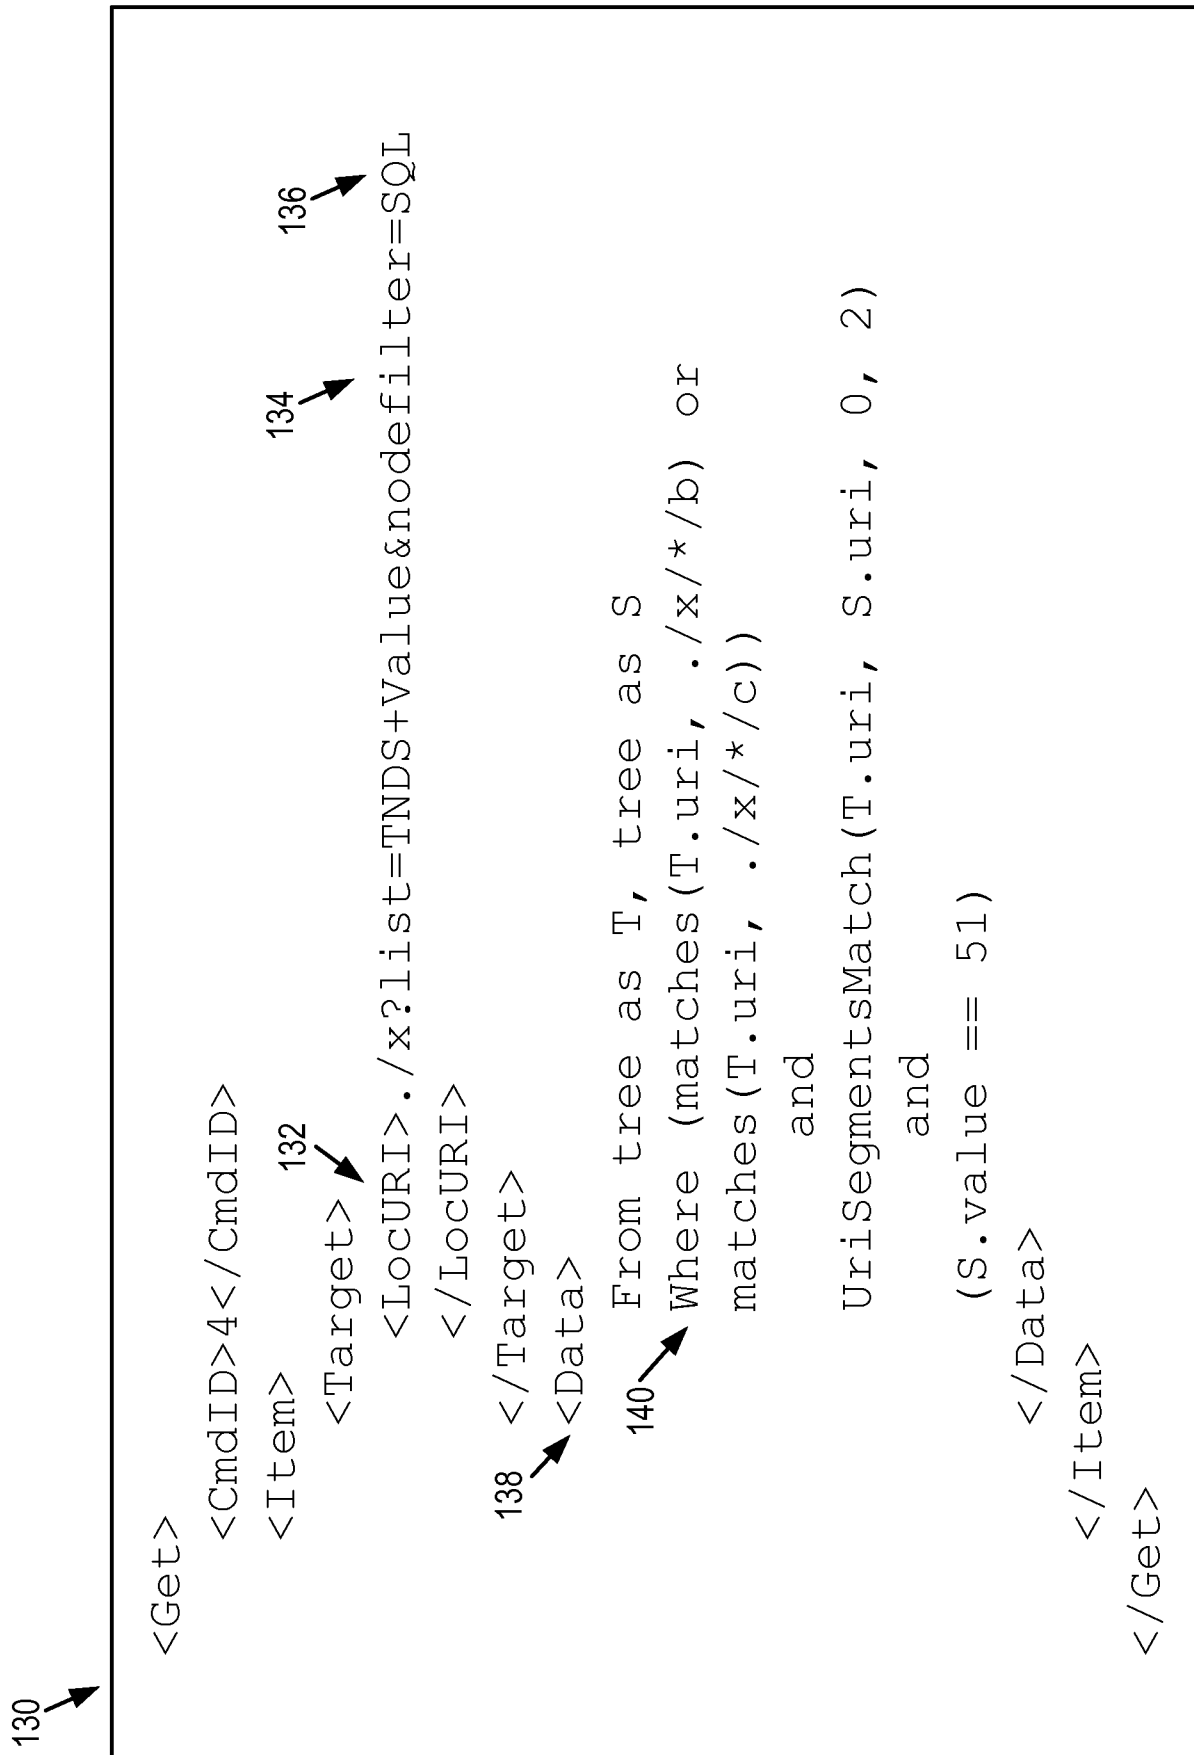 130
<Get>
<CmdID>4</CmdID>
<Item>
<Target>
132
134
136
<LocURI>./x?list=TNDS+Value&nodefilter=SQL
</LocURI>
</Target>
138
<Data>
From tree as T, tree as S
140
Where (matches(T.uri, ./x/*/b) or
matches(T.uri, ./x/*/c))
and
UriSegmentsMatch(T.uri, S.uri, 0, 2)
and
(S.value == 51)
</Data>
</Item>
</Get>